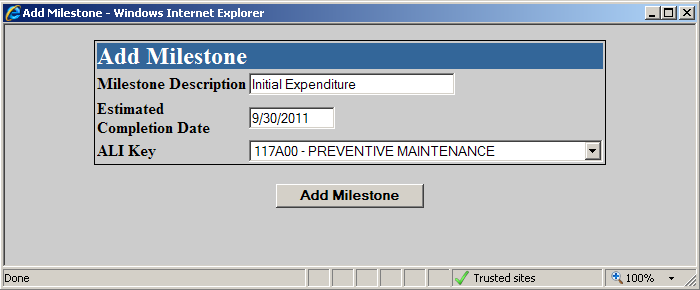 Add Milestone - Windows Internet Explorer
Add Milestone
Milestone Description Initial Expenditure
Estimated
Completion Date 9/30/2011
ALI Key 117A00 - PREVENTIVE MAINTENANCE
Add Milestone
Done Trusted sites 100%